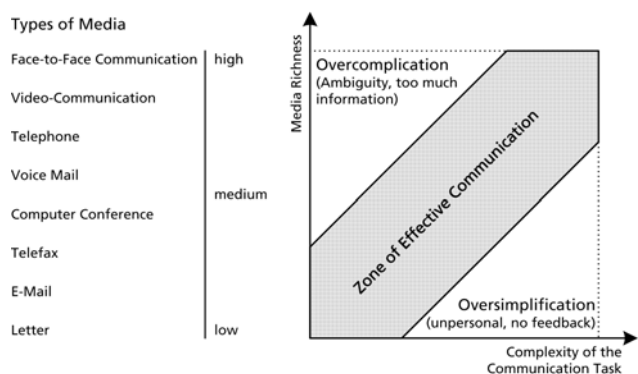 Types of Media
Face-to-Face Communication
high
Video-Communication
Telephone
Voice Mail
medium
Computer Conference
Telefax
E-Mail
Letter
low
Media Richness
Overcomplication
(Ambiguity, too much
information)
Zone of Effective Communication
Oversimplification
(unpersonal, no feedback)
Complexity of the
Communication Task